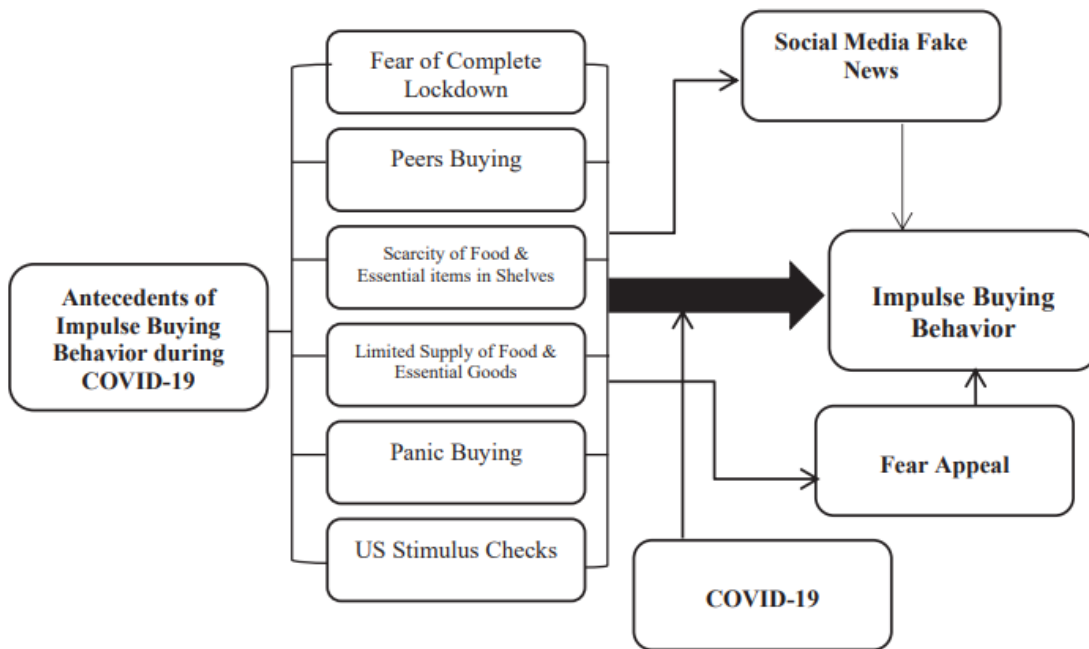 Antecedents of
Impulse Buying
Behavior during
COVID-19
Fear of Complete
Lockdown
Peers Buying
Scarcity of Food &
Essential items in Shelves
Limited Supply of Food &
Essential Goods
Panic Buying
US Stimulus Checks
Social Media Fake
News
Impulse Buying
Behavior
Fear Appeal
COVID-19